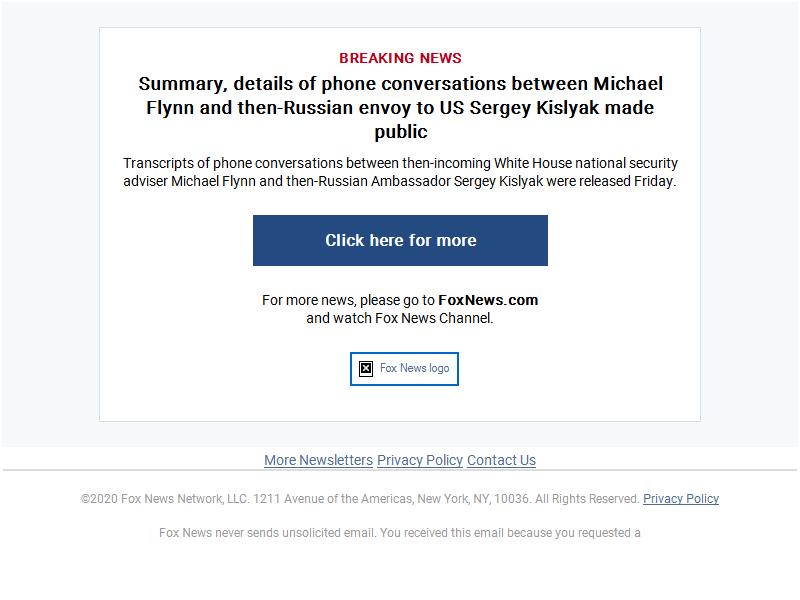 BREAKING NEWS
Summary, details of phone conversations between Michael
Flynn and then-Russian envoy to US Sergey Kislyak made
public
Transcripts of phone conversations between then-incoming White House national security
adviser Michael Flynn and then-Russian Ambassador Sergey Kislyak were released Friday.
Click here for more
For more news, please go to FoxNews.com
and watch Fox News Channel.
Fox News logo
More Newsletters Privacy Policy Contact Us
©2020 Fox News Network, LLC. 1211 Avenue of the Americas, New York, NY, 10036. All Rights Reserved. Privacy Policy
Fox News never sends unsolicited email. You received this email because you requested a